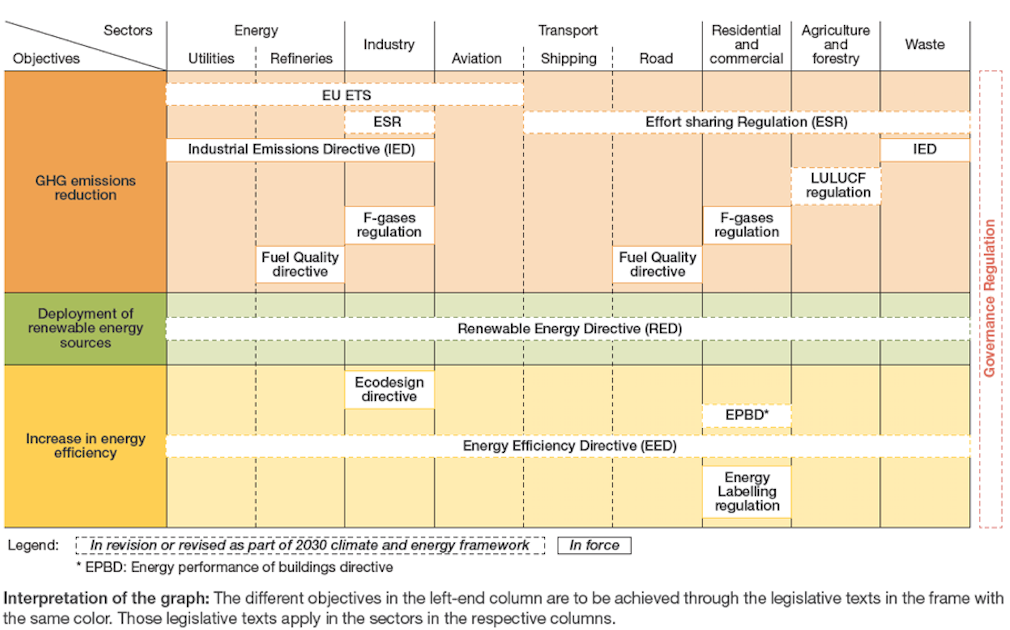 Sectors
Objectives
Energy
Utilities
Refineries
Industry
Transport
Aviation
Shipping
Road
Residential
and
commercial
Agriculture
and
forestry
Waste
GHG emissions
reduction
EU ETS
ESR
Effort sharing Regulation (ESR)
Industrial Emissions Directive (IED)
IED
LULUCF
regulation
F-gases
regulation
F-gases
regulation
Fuel Quality
directive
Fuel Quality
directive
Deployment of
renewable energy
sources
Renewable Energy Directive (RED)
Increase in energy
efficiency
Ecodesign
directive
EPBD*
Energy Efficiency Directive (EED)
Energy
Labelling
regulation
Governance Regulation
Legend:
In revision or revised as part of 2030 climate and energy framework
In force
* EPBD: Energy performance of buildings directive
Interpretation of the graph: The different objectives in the left-end column are to be achieved through the legislative texts in the frame with
the same color. Those legislative texts apply in the sectors in the respective columns.